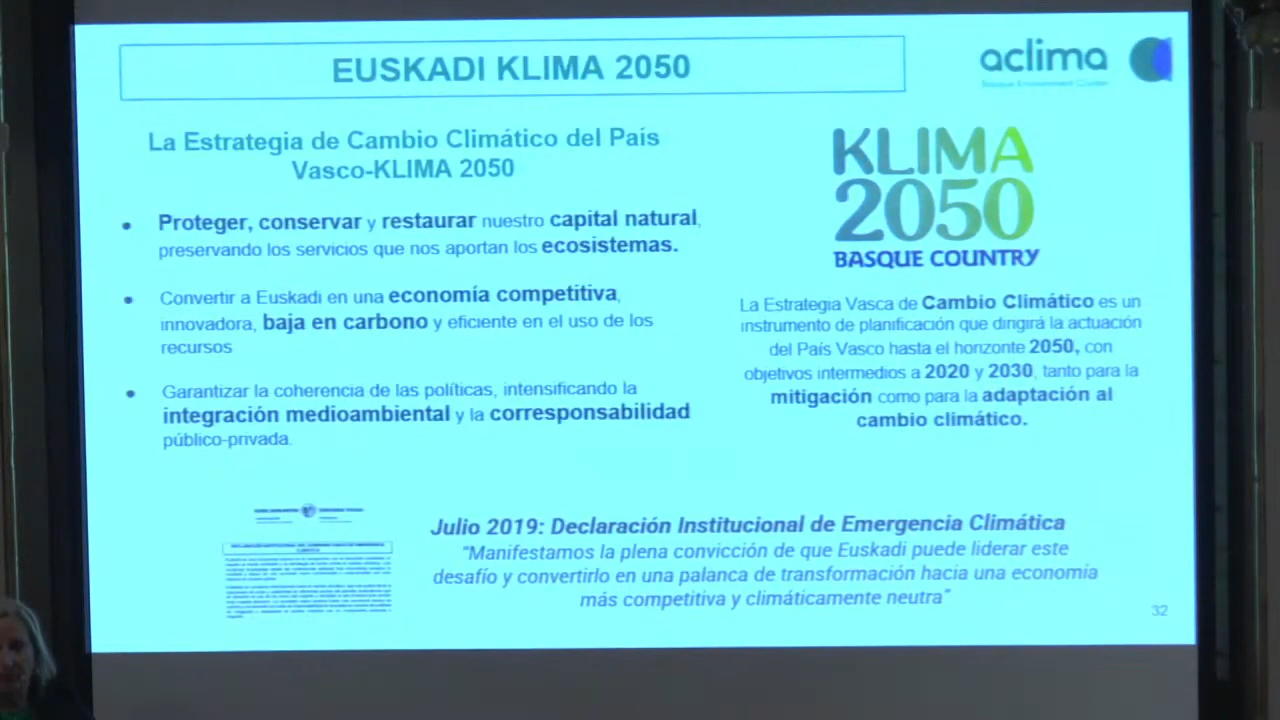 EUSKADI KLIMA 2050
aclima
Basque Environment Cluster
La Estrategia de Cambio Climático del País
Vasco-KLIMA 2050
• Proteger, conservar y restaurar nuestro capital natural,
preservando los servicios que nos aportan los ecosistemas.
• Convertir a Euskadi en una economía competitiva,
innovadora, baja en carbono y eficiente en el uso de los
recursos
• Garantizar la coherencia de las políticas, intensificando la
integración medioambiental y la corresponsabilidad
público-privada.
KLIMA
2050
BASQUE COUNTRY
La Estrategia Vasca de Cambio Climático es un
instrumento de planificación que dirigirá la actuación
del País Vasco hasta el horizonte 2050, con
objetivos intermedios a 2020 y 2030, tanto para la
mitigación como para la adaptación al
cambio climático.
Julio 2019: Declaración Institucional de Emergencia Climática
“Manifestamos la plena convicción de que Euskadi puede liderar este
desafío y convertirlo en una palanca de transformación hacia una economía
más competitiva y climáticamente neutra”
32